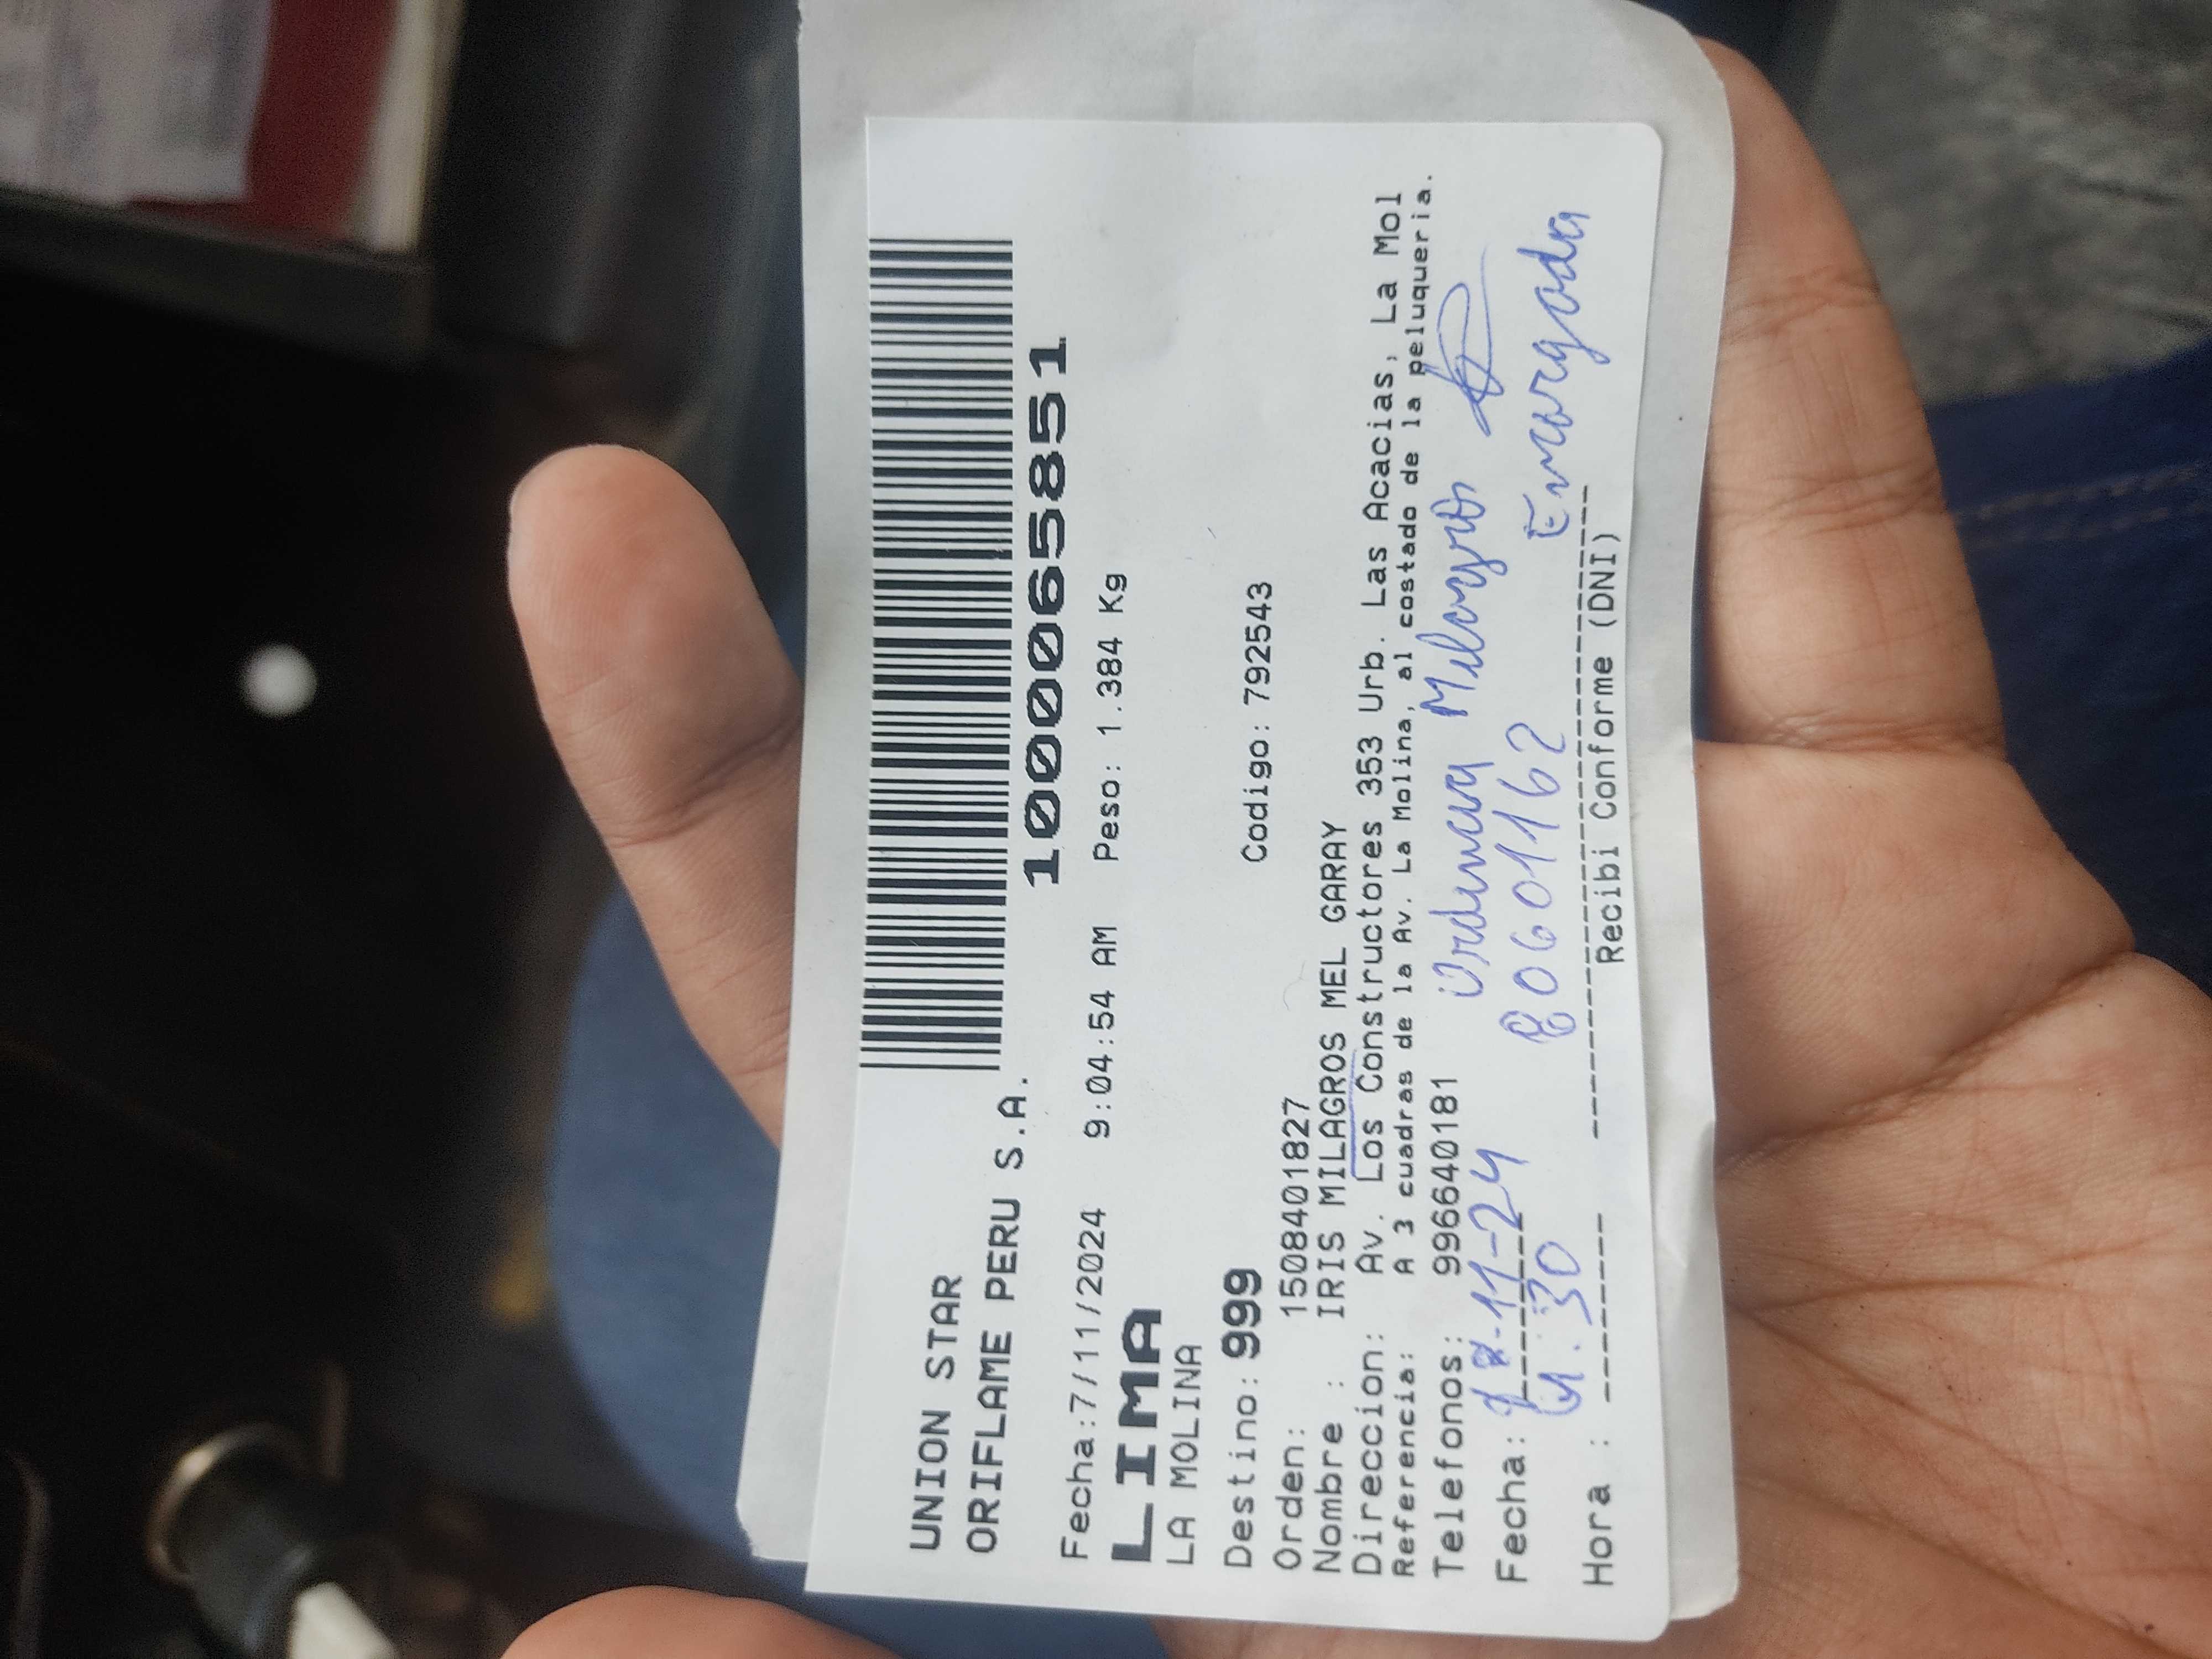 UNION STAR
ORIFLAME PERU S.A.
1000065851
Fecha:7/11/2024 9:04:54 AM Peso: 1.384 Kg
LIMA
LA MOLINA
Destino: 999 Codigo: 792543
Orden: 1508401827
Nombre : IRIS MILAGROS MEL GARAY
Direccion: Av. Los Constructores 353 Urb. Las Acacias, La Mol
Referencia: A 3 cuadras de la Av. La Molina, al costado de la peluqueria.
Telefonos: 996640181
Milagros
Fecha: -11-24 80601162
Hora : .30
Recibi Conforme (DNI)